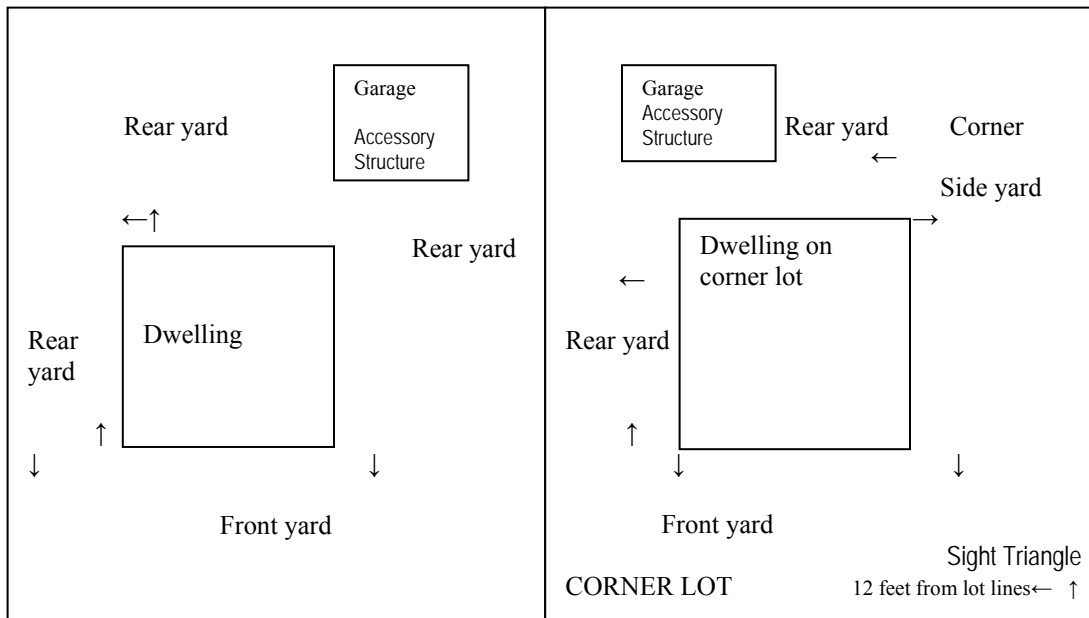 Garage
Accessory
Structure
Rear yard
←↑
Rear yard
Dwelling
Rear
yard
↑
↓
↓
Front yard
Garage
Accessory
Structure
Rear yard
Corner
←
Side yard
→
Dwelling on
corner lot
←
Rear yard
↑
↓
↓
Front yard
Sight Triangle
CORNER LOT
12 feet from lot lines← ↑